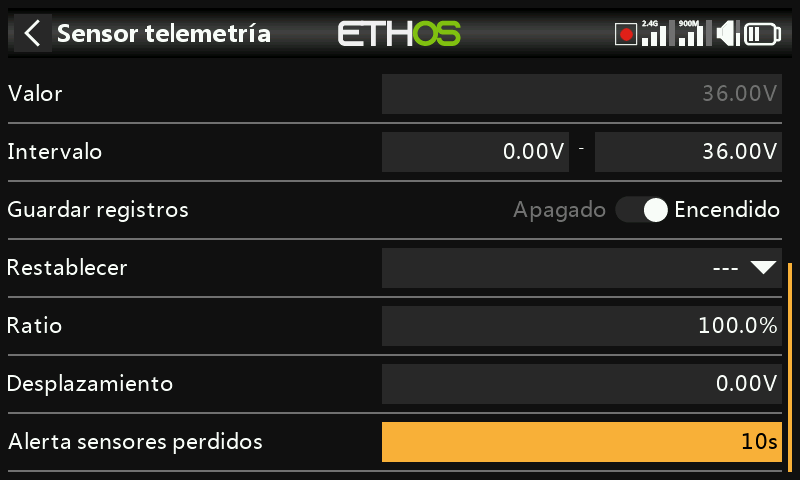 Sensor telemetría
ETHOS
2.4G
900M
Valor 36.00V
Intervalo 0.00V - 36.00V
Guardar registros Apagado Encendido
Restablecer ---
Ratio 100.0%
Desplazamiento 0.00V
Alerta sensores perdidos 10s